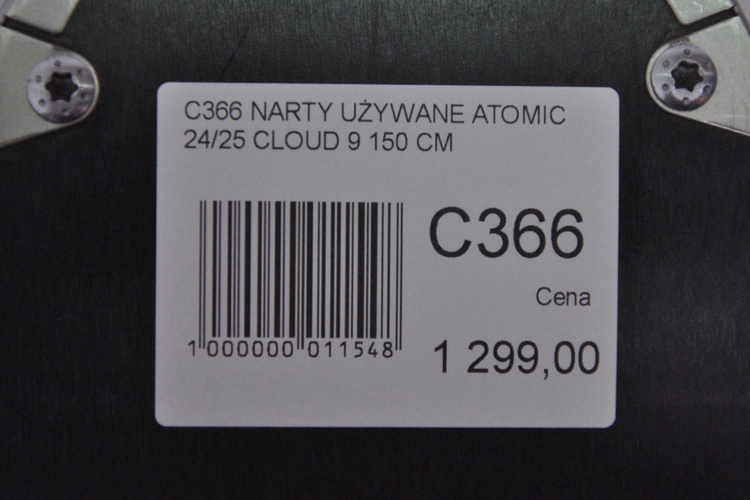 C366 NARTY UŻYWANE ATOMIC
24/25 CLOUD 9 150 CM
C366
Cena
1 000000 011548
1 299,00